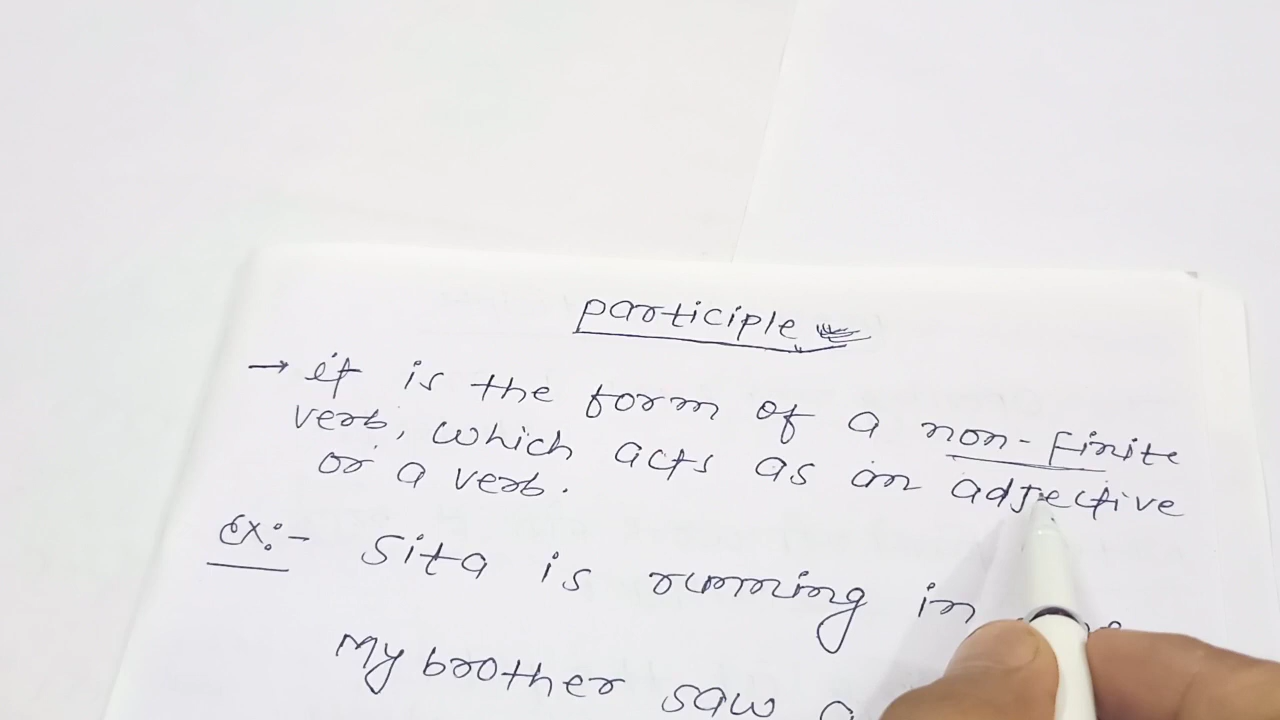 participle
→ it is the form of a non-finite
verb, which acts as an adjective
or a verb.
ex:- Sita is running in
My brother saw a